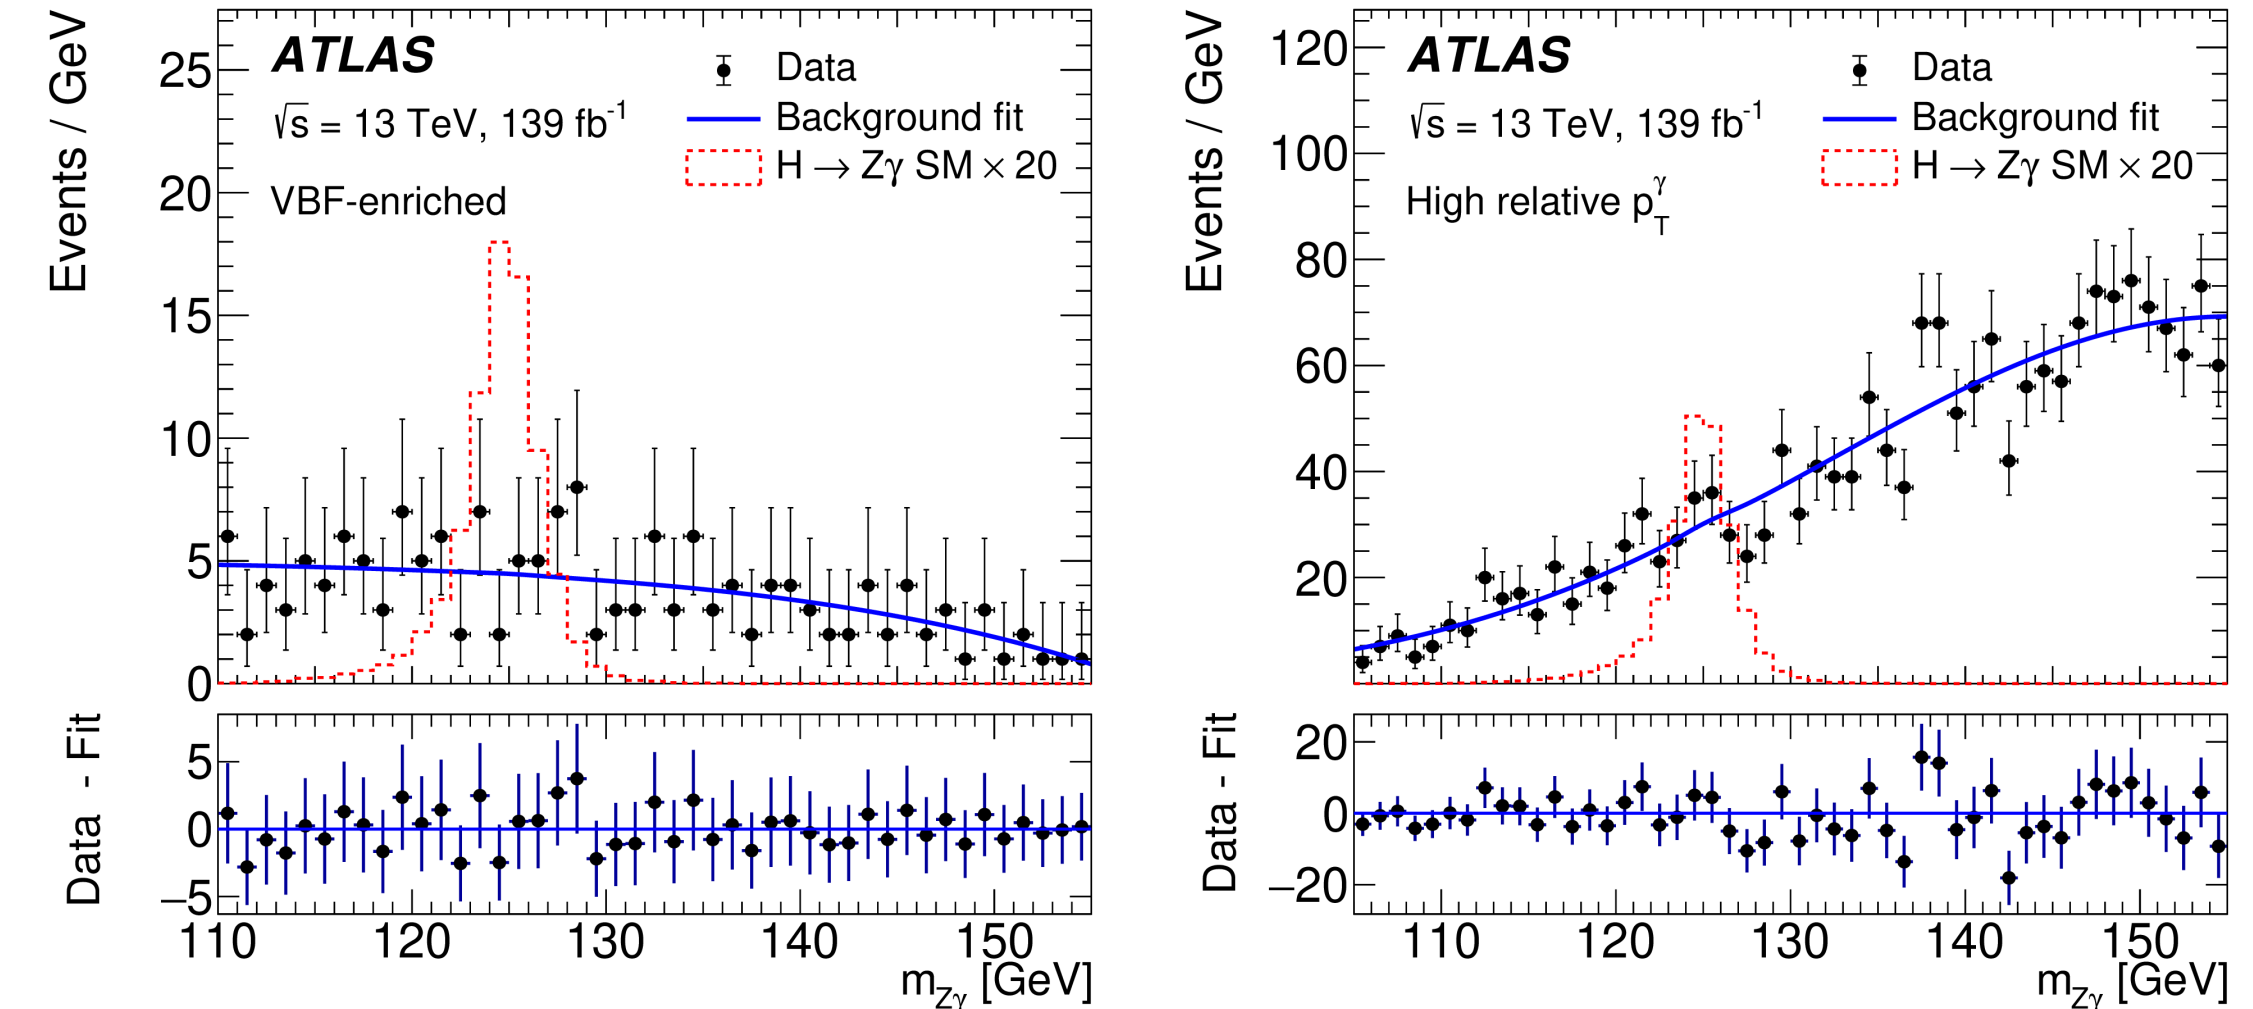 ATLAS
√s = 13 TeV, 139 fb⁻¹
VBF-enriched
Data
Background fit
H → Zγ SM × 20
Events / GeV
25
20
15
10
5
0
Data - Fit
5
0
−5
110 120 130 140 150
m_Zγ [GeV]
ATLAS
√s = 13 TeV, 139 fb⁻¹
High relative p_T^γ
Data
Background fit
H → Zγ SM × 20
Events / GeV
120
100
80
60
40
20
Data - Fit
20
0
−20
110 120 130 140 150
m_Zγ [GeV]